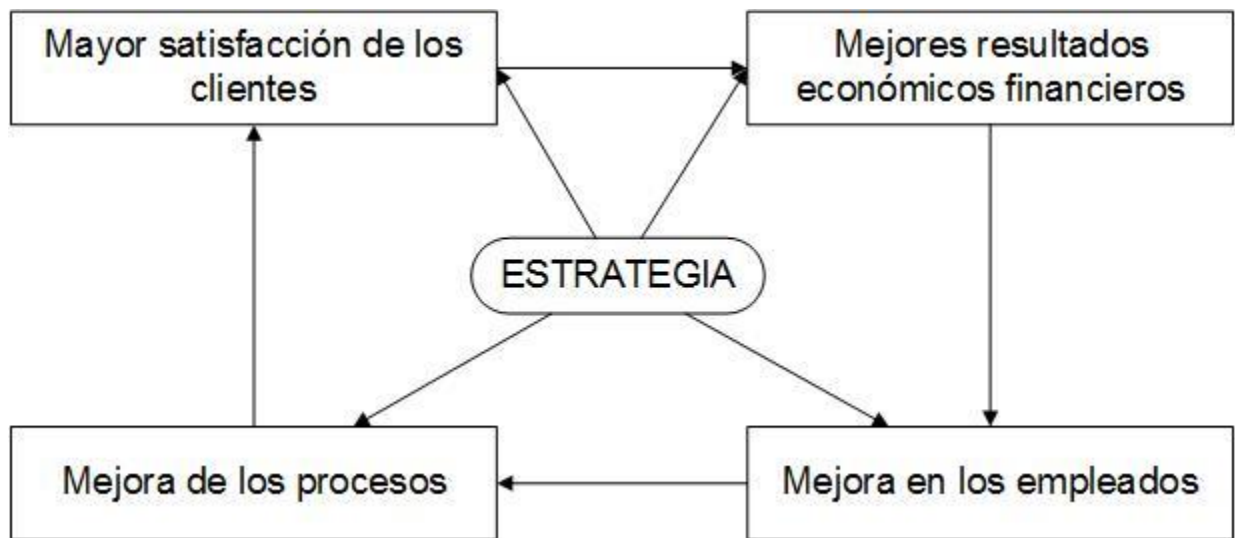 Mayor satisfacción de los
clientes
Mejores resultados
económicos financieros
ESTRATEGIA
Mejora de los procesos
Mejora en los empleados